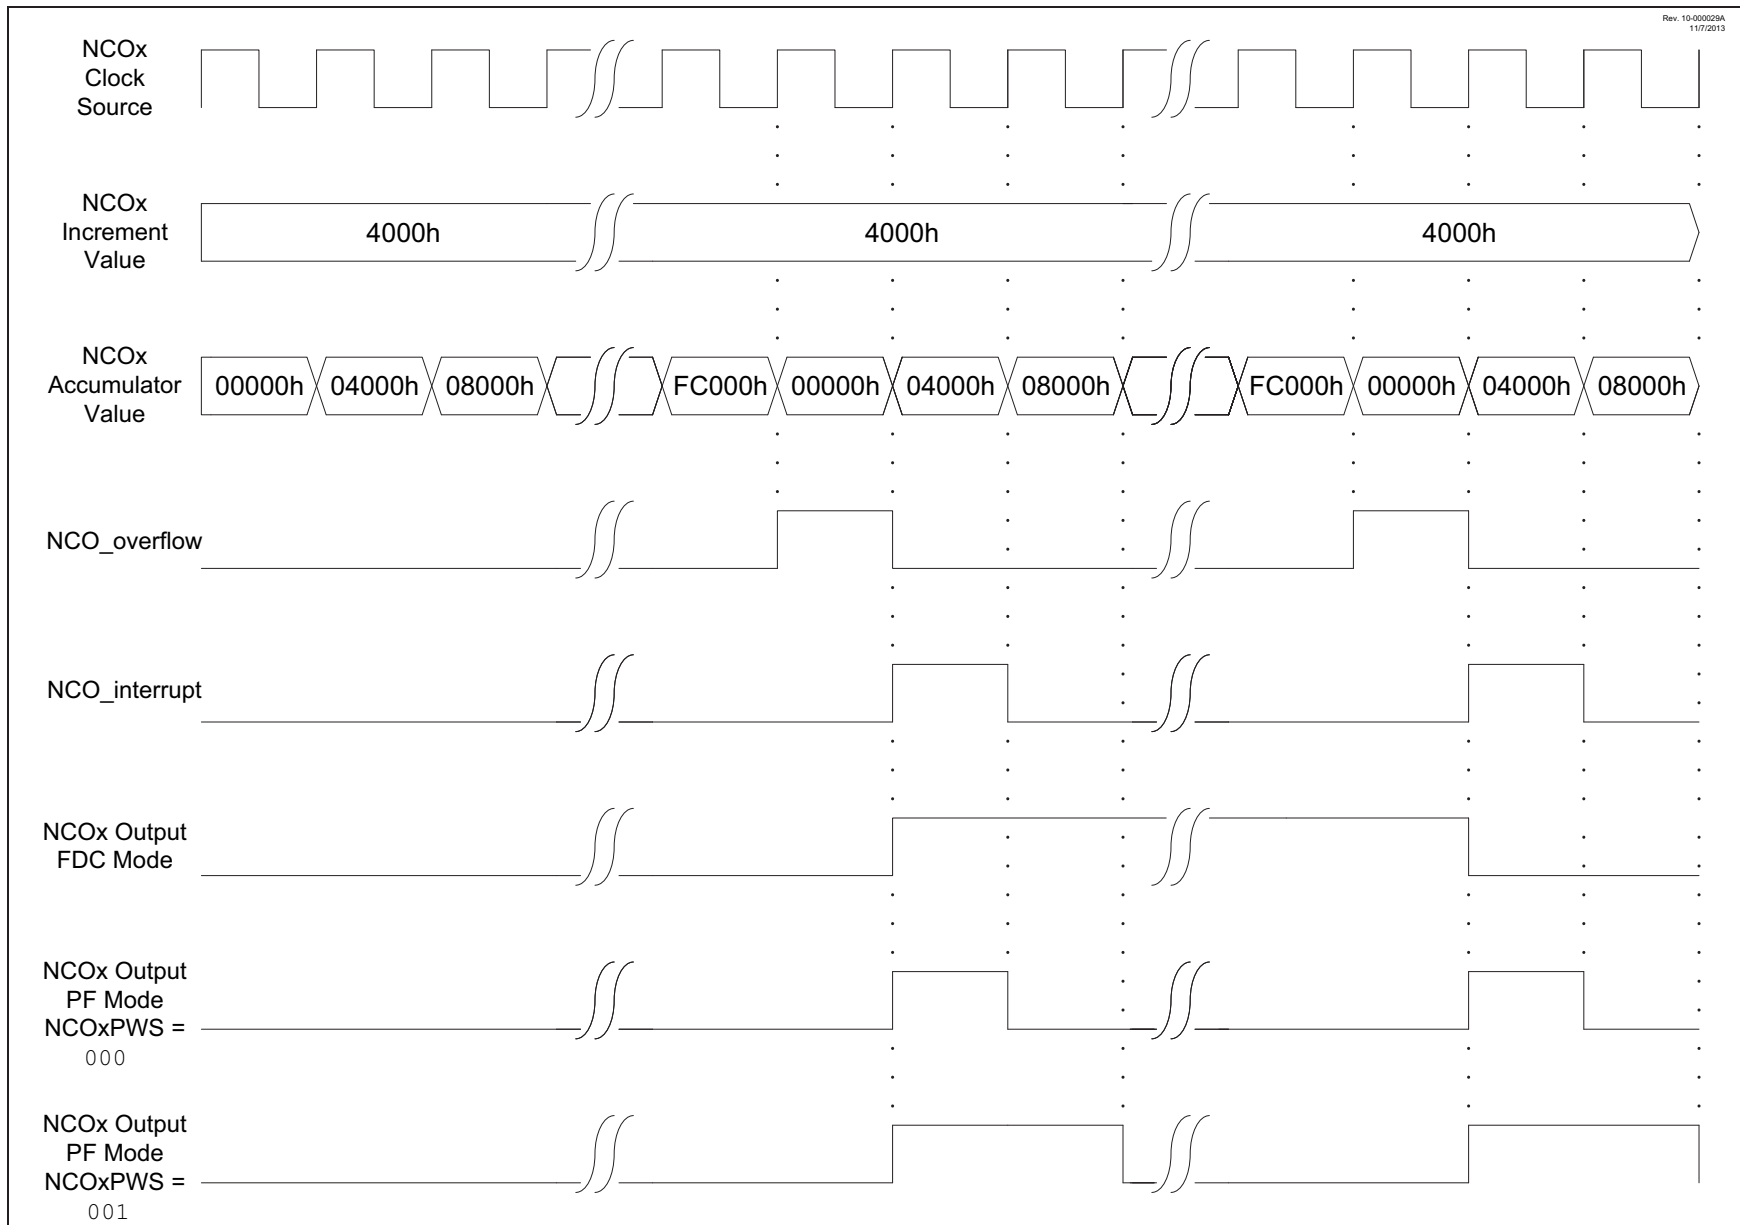 Rev. 10-000029A
11/7/2013
NCOx
Clock
Source
NCOx
Increment
Value
4000h 4000h 4000h
NCOx
Accumulator
Value
00000h 04000h 08000h FC000h 00000h 04000h 08000h FC000h 00000h 04000h 08000h
NCO_overflow
NCO_interrupt
NCOx Output
FDC Mode
NCOx Output
PF Mode
NCOxPWS =
000
NCOx Output
PF Mode
NCOxPWS =
001